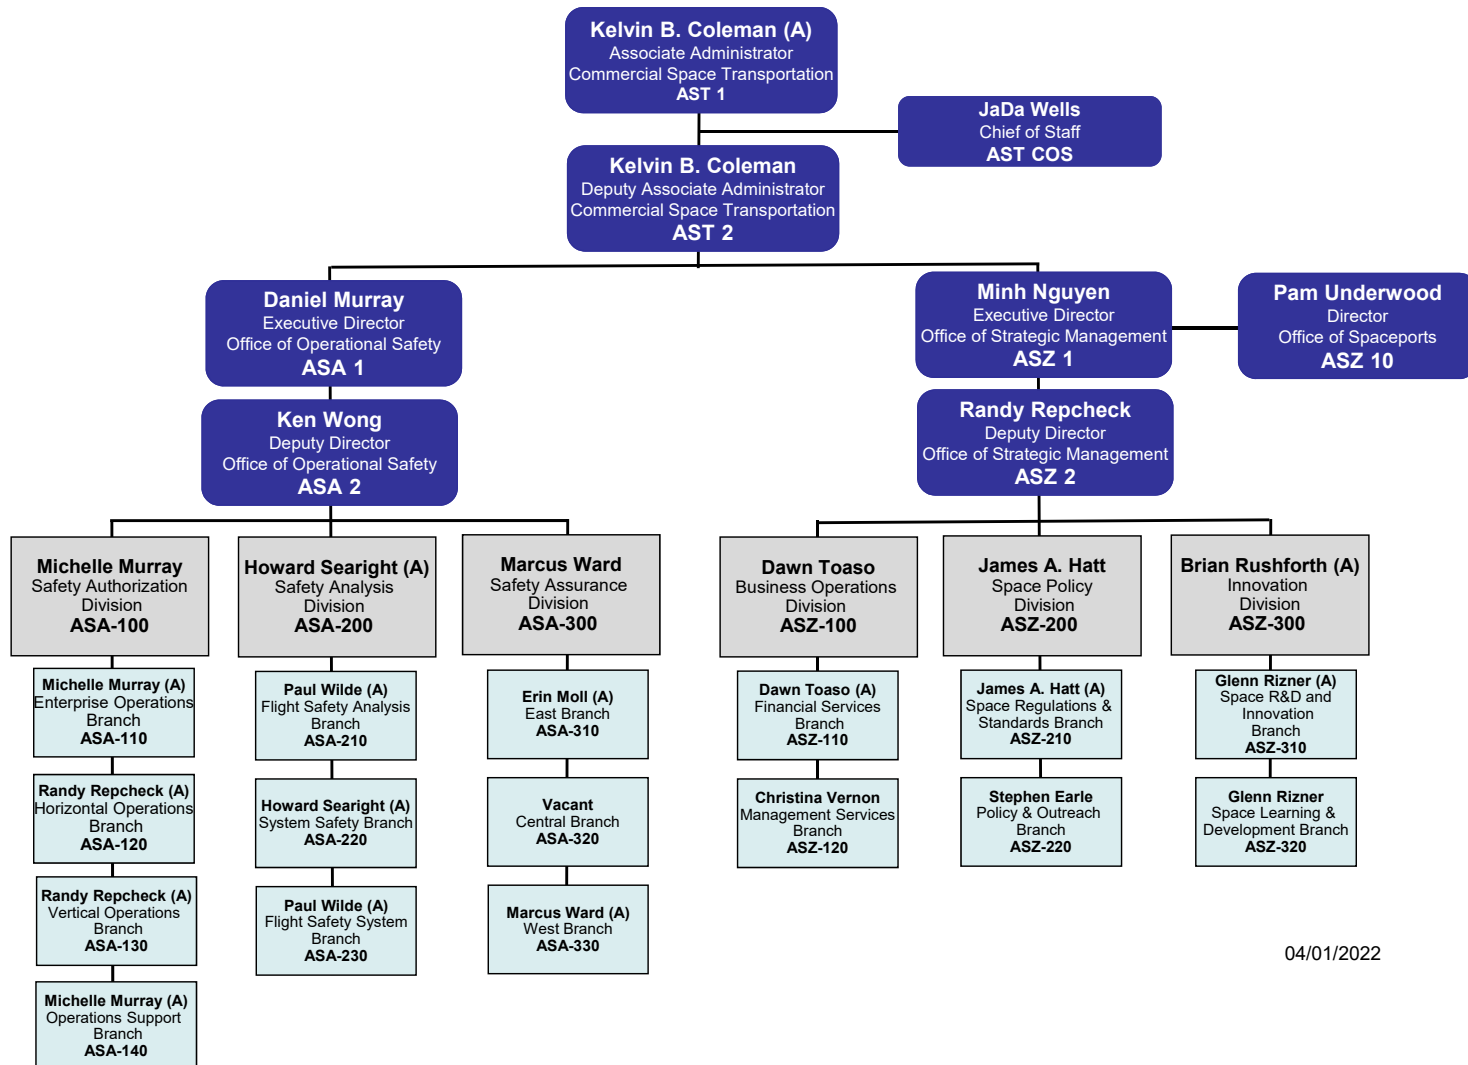 Kelvin B. Coleman (A)
Associate Administrator
Commercial Space Transportation
AST 1
JaDa Wells
Chief of Staff
AST COS
Kelvin B. Coleman
Deputy Associate Administrator
Commercial Space Transportation
AST 2
Daniel Murray
Executive Director
Office of Operational Safety
ASA 1
Minh Nguyen
Executive Director
Office of Strategic Management
ASZ 1
Pam Underwood
Director
Office of Spaceports
ASZ 10
Ken Wong
Deputy Director
Office of Operational Safety
ASA 2
Randy Repcheck
Deputy Director
Office of Strategic Management
ASZ 2
Michelle Murray
Safety Authorization
Division
ASA-100
Howard Searight (A)
Safety Analysis
Division
ASA-200
Marcus Ward
Safety Assurance
Division
ASA-300
Dawn Toaso
Business Operations
Division
ASZ-100
James A. Hatt
Space Policy
Division
ASZ-200
Brian Rushforth (A)
Innovation
Division
ASZ-300
Michelle Murray (A)
Enterprise Operations
Branch
ASA-110
Paul Wilde (A)
Flight Safety Analysis
Branch
ASA-210
Erin Moll (A)
East Branch
ASA-310
Dawn Toaso (A)
Financial Services
Branch
ASZ-110
James A. Hatt (A)
Space Regulations &
Standards Branch
ASZ-210
Glenn Rizner (A)
Space R&D and
Innovation
Branch
ASZ-310
Randy Repcheck (A)
Horizontal Operations
Branch
ASA-120
Howard Searight (A)
System Safety Branch
ASA-220
Vacant
Central Branch
ASA-320
Christina Vernon
Management Services
Branch
ASZ-120
Stephen Earle
Policy & Outreach
Branch
ASZ-220
Glenn Rizner
Space Learning &
Development Branch
ASZ-320
Randy Repcheck (A)
Vertical Operations
Branch
ASA-130
Paul Wilde (A)
Flight Safety System
Branch
ASA-230
Marcus Ward (A)
West Branch
ASA-330
Michelle Murray (A)
Operations Support
Branch
ASA-140
04/01/2022